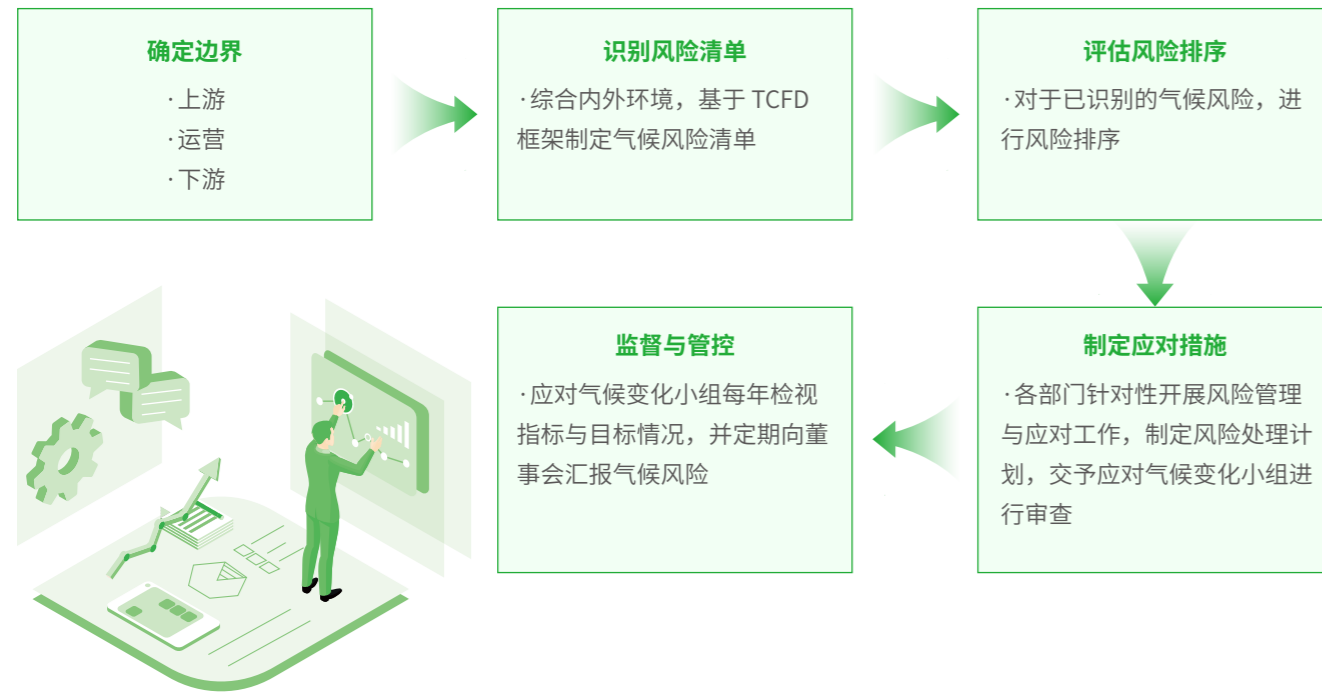 确定边界
·上游
·运营
·下游
识别风险清单
·综合内外环境，基于 TCFD
框架制定气候风险清单
评估风险排序
·对于已识别的气候风险，进
行风险排序
制定应对措施
·各部门针对性开展风险管理
与应对工作，制定风险处理计
划，交予应对气候变化小组进
行审查
监督与管控
·应对气候变化小组每年检视
指标与目标情况，并定期向董
事会汇报气候风险